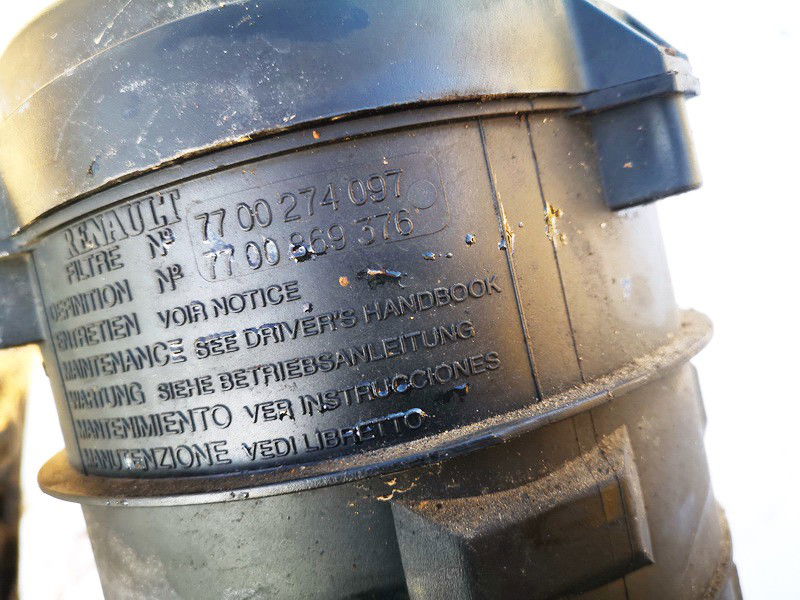 RENAULT
FILTRE Nº 77 00 274 097
DEFINITION Nº 77 00 869 376
ENTRETIEN VOIR NOTICE
MAINTENANCE SEE DRIVER'S HANDBOOK
WARTUNG SIEHE BETRIEBSANLEITUNG
MANTENIMIENTO VER INSTRUCCIONES
MANUTENZIONE VEDI LIBRETTO